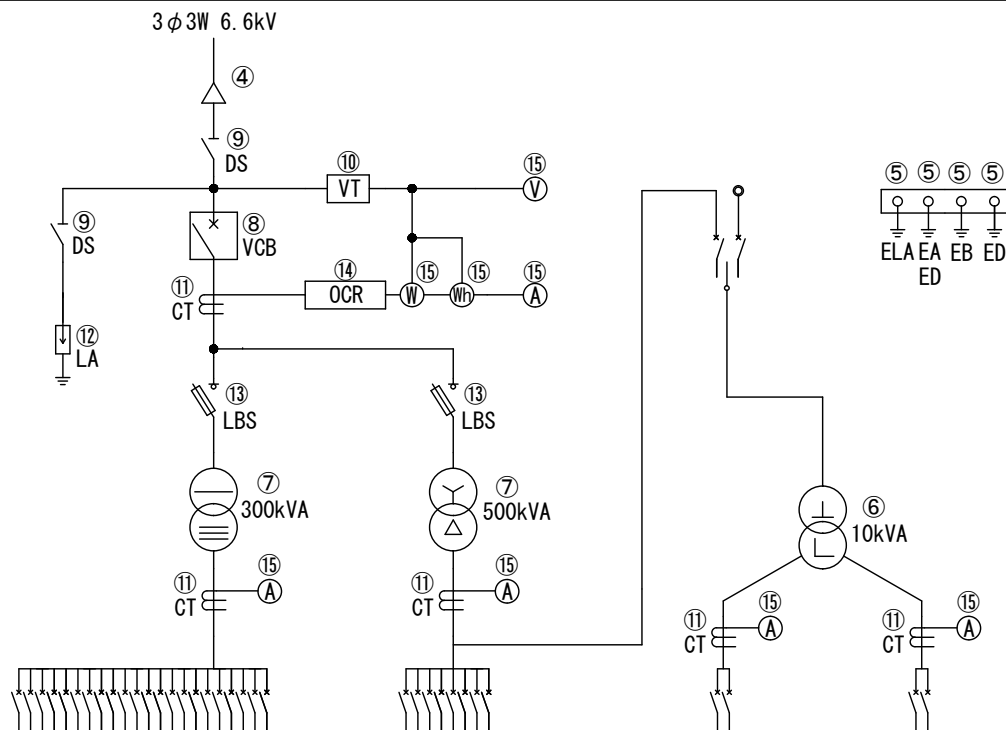 3φ3W 6.6kV
④
⑨
DS
⑩
VT
⑮
V
⑤ ⑤ ⑤ ⑤
ELA EA EB ED
ED
⑨
DS
⑧
VCB
⑪
CT
⑭
OCR
⑮
W
⑮
Wh
⑮
A
⑫
LA
⑬
LBS
⑬
LBS
⑦
300kVA
⑦
500kVA
⑥
10kVA
⑪
CT
⑮
A
⑪
CT
⑮
A
⑪
CT
⑮
A
⑪
CT
⑮
A